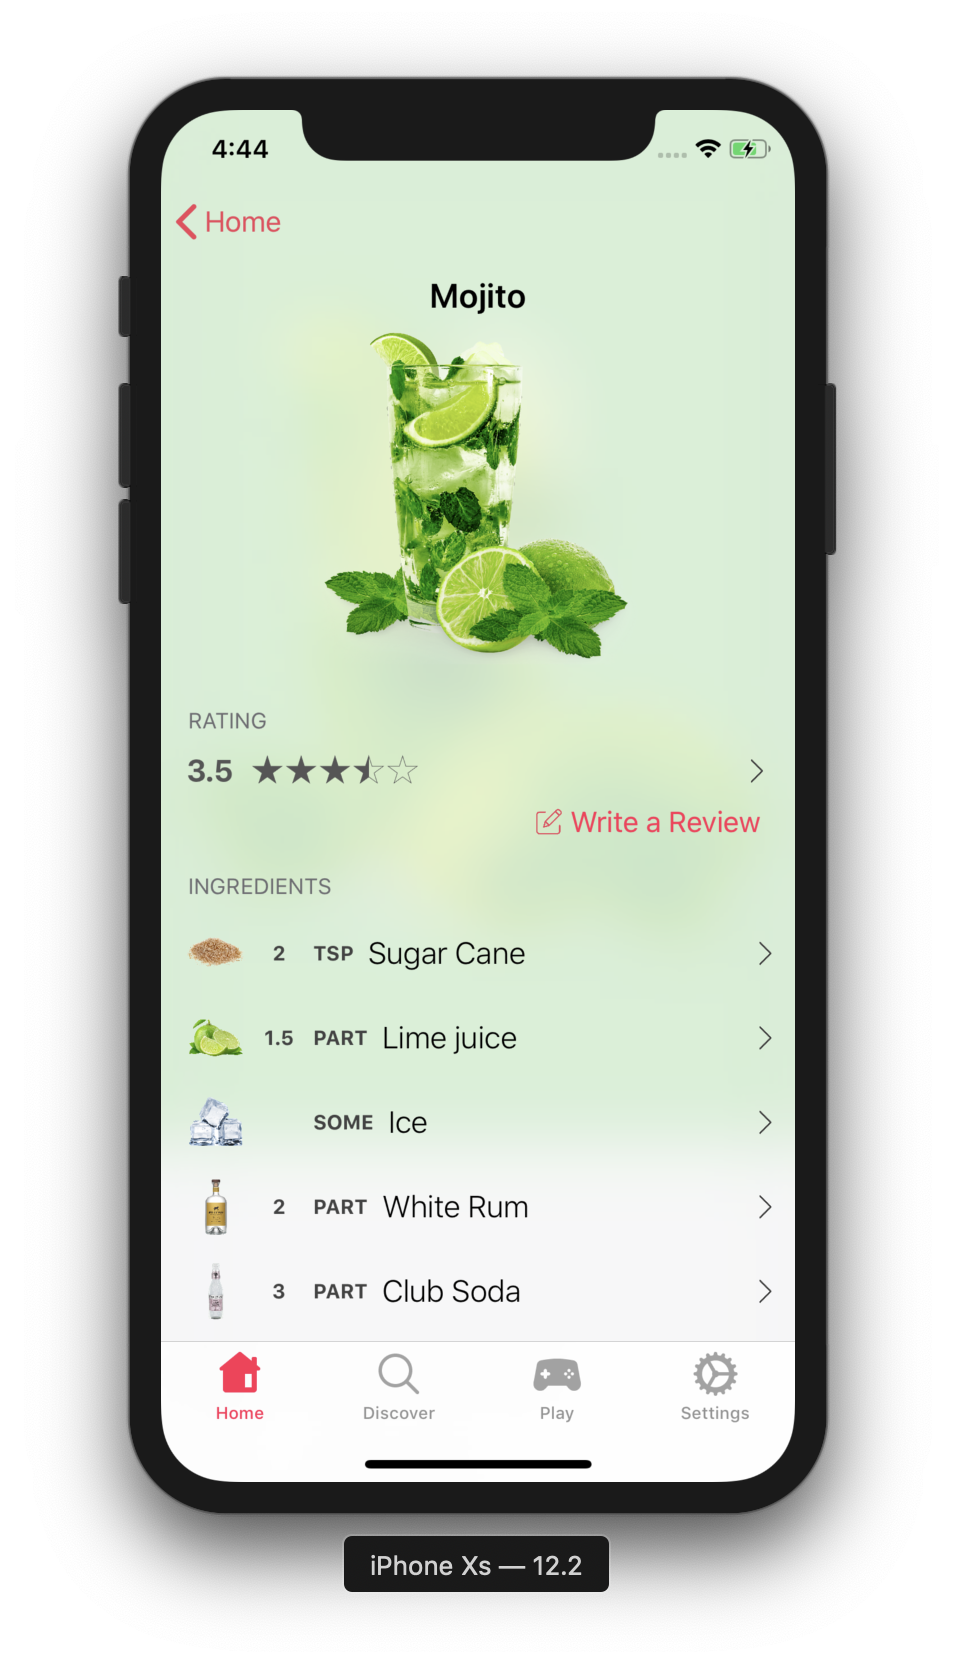 4:44
Home
Mojito
RATING
3.5
Write a Review
INGREDIENTS
2 TSP Sugar Cane
1.5 PART Lime juice
SOME Ice
2 PART White Rum
3 PART Club Soda
Home Discover Play Settings
iPhone Xs — 12.2